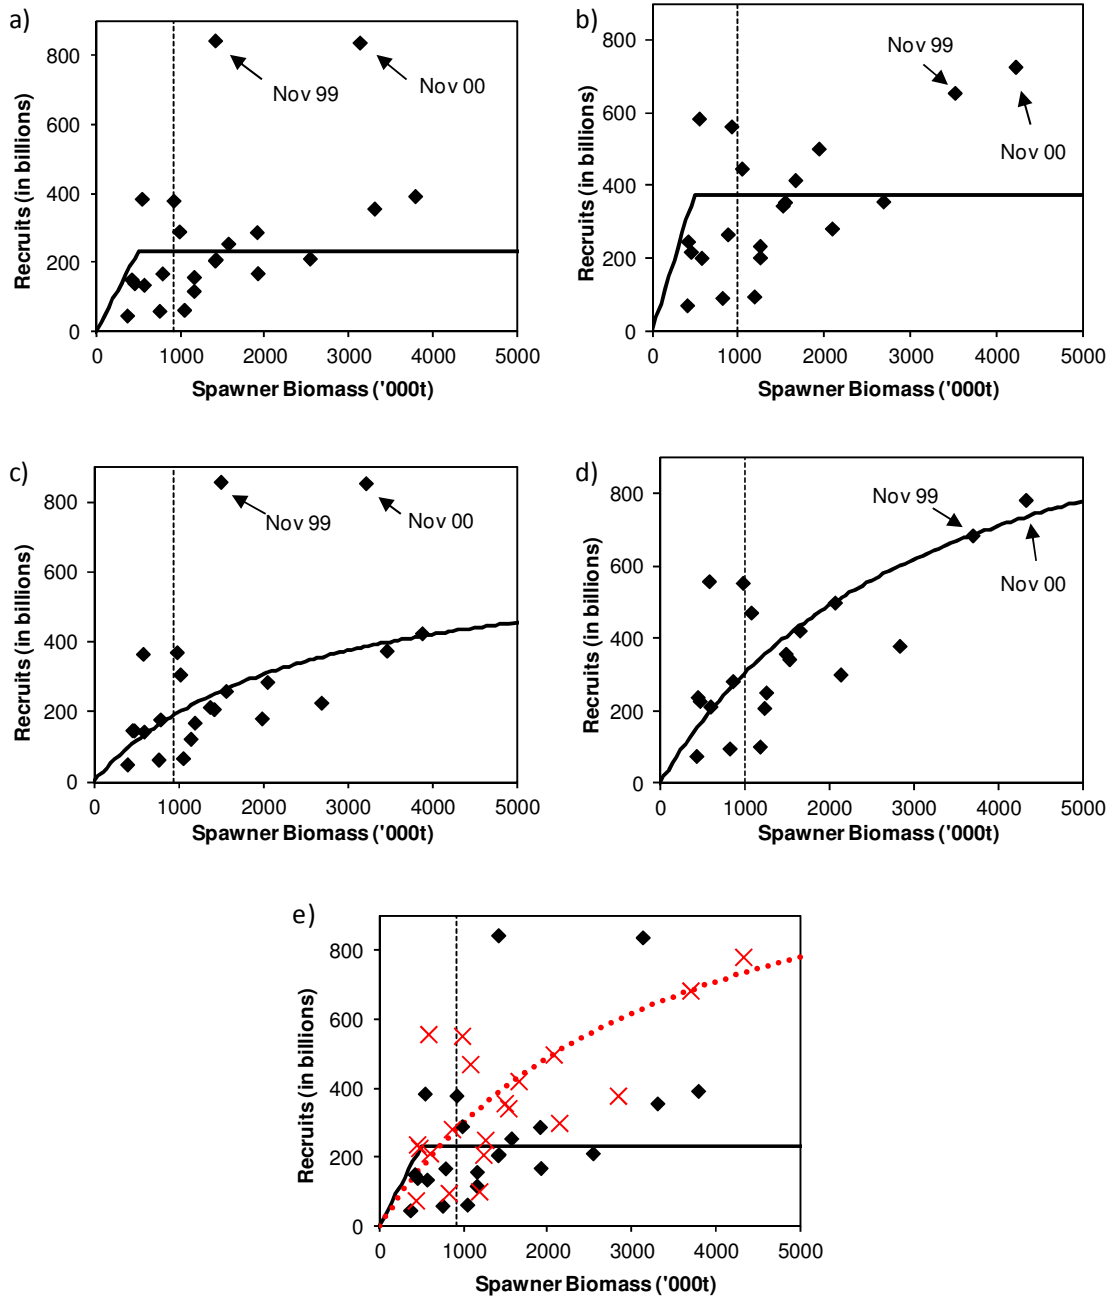 a)
Recruits (in billions)
800
600
400
200
0
Nov 99
Nov 00
0 1000 2000 3000 4000 5000
Spawner Biomass ('000t)
b)
Recruits (in billions)
800
600
400
200
0
Nov 99
Nov 00
0 1000 2000 3000 4000 5000
Spawner Biomass ('000t)
c)
Recruits (in billions)
800
600
400
200
0
Nov 99
Nov 00
0 1000 2000 3000 4000 5000
Spawner Biomass ('000t)
d)
Recruits (in billions)
800
600
400
200
0
Nov 99
Nov 00
0 1000 2000 3000 4000 5000
Spawner Biomass ('000t)
e)
Recruits (in billions)
800
600
400
200
0
0 1000 2000 3000 4000 5000
Spawner Biomass ('000t)